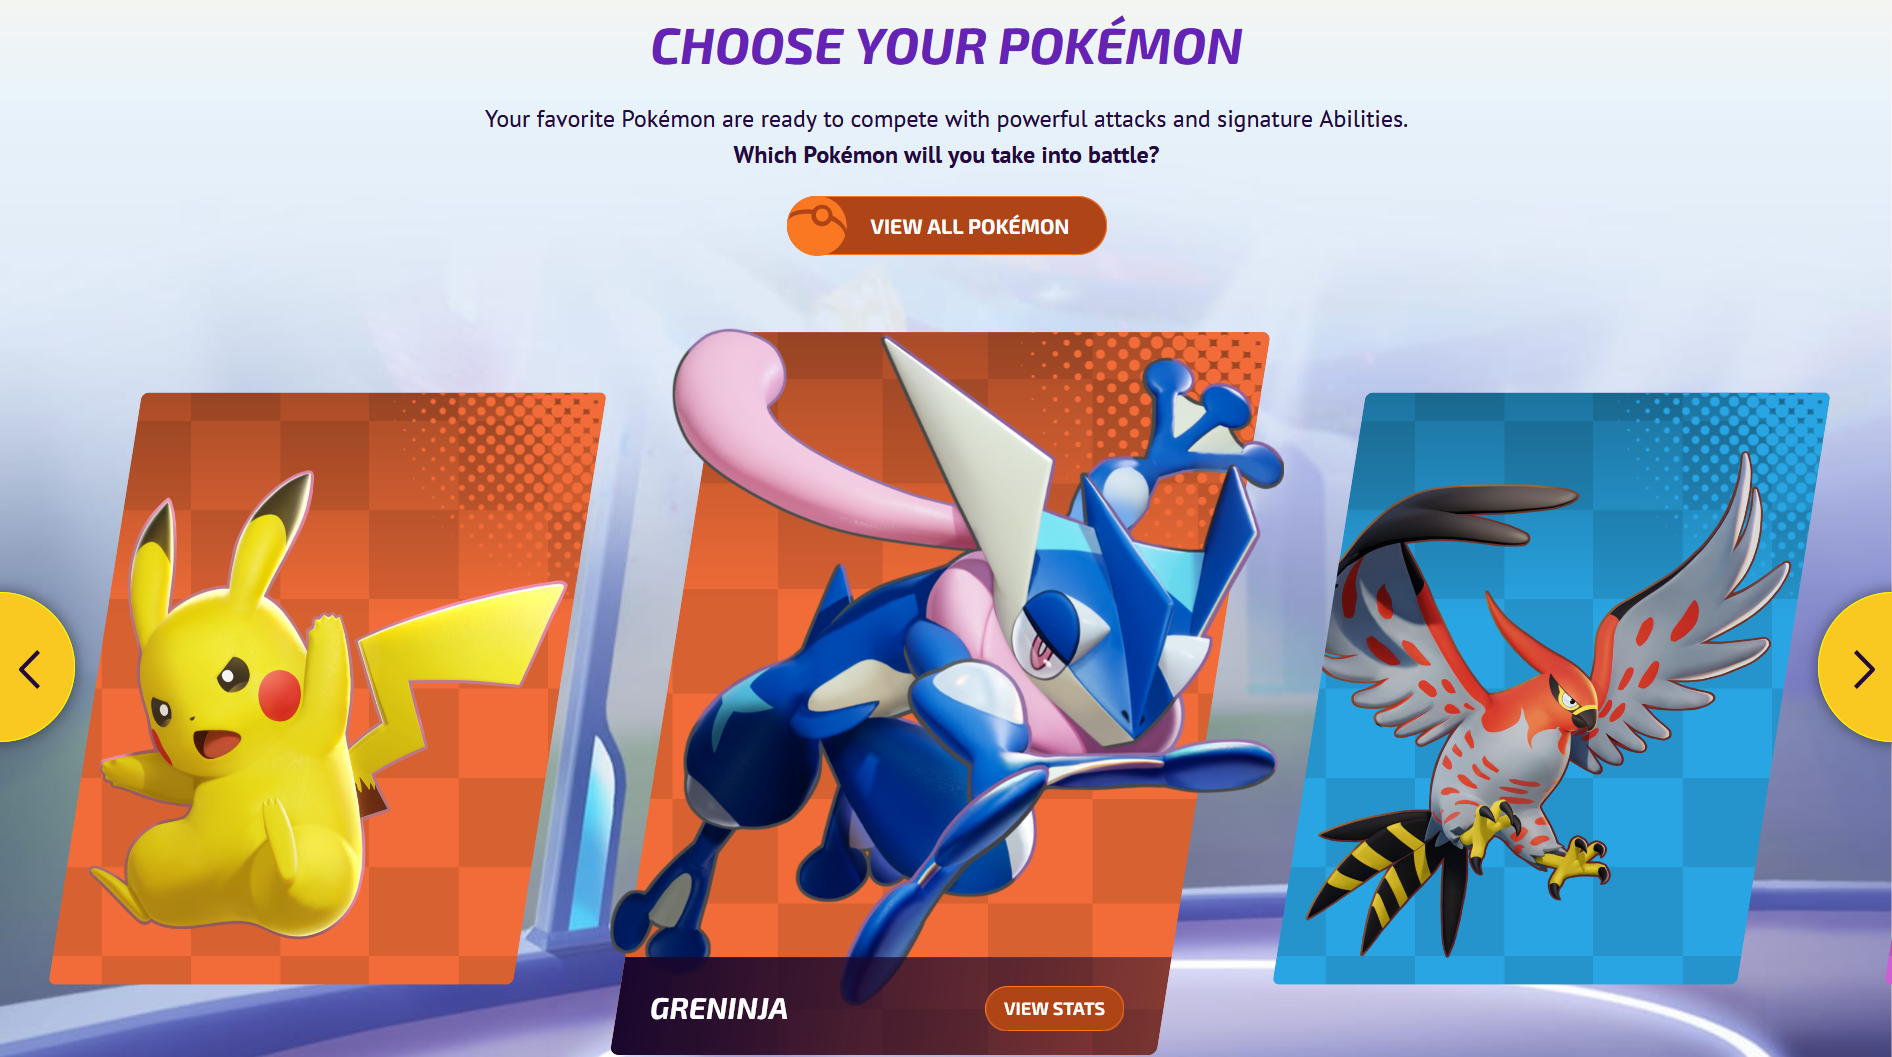 CHOOSE YOUR POKÉMON
Your favorite Pokémon are ready to compete with powerful attacks and signature Abilities.
Which Pokémon will you take into battle?
VIEW ALL POKÉMON
GRENINJA
VIEW STATS